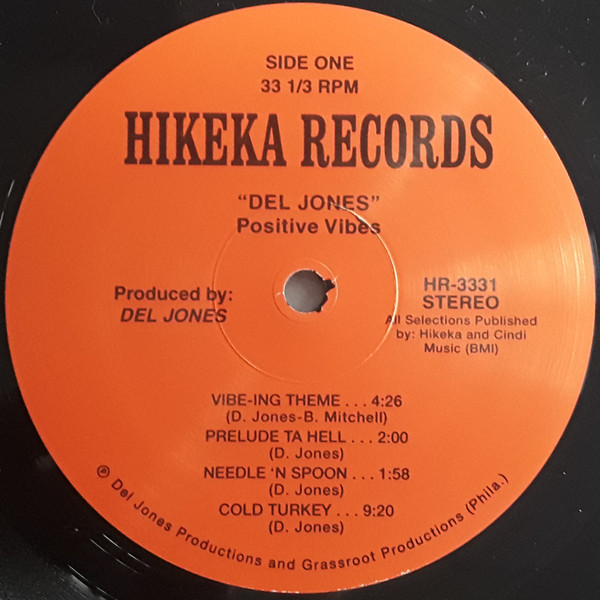 SIDE ONE
33 1/3 RPM
HIKEKA RECORDS
"DEL JONES"
Positive Vibes
Produced by:
DEL JONES
HR-3331
STEREO
All Selections Published
by: Hikeka and Cindi
Music (BMI)
VIBE-ING THEME . . . 4:26
(D. Jones-B. Mitchell)
PRELUDE TA HELL . . . 2:00
(D. Jones)
NEEDLE 'N SPOON . . . 1:58
(D. Jones)
COLD TURKEY . . . 9:20
(D. Jones)
℗ Del Jones Productions and Grassroot Productions (Phila.)